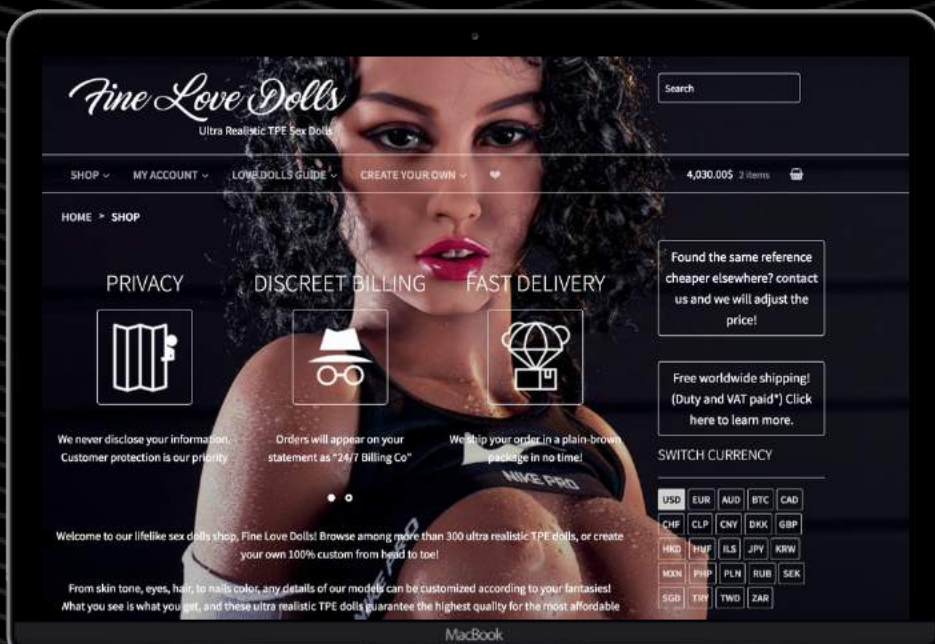 Fine Love Dolls
Ultra Realistic TPE Sex Dolls
Search
SHOP MY ACCOUNT LOVE DOLLS GUIDE CREATE YOUR OWN
4,030.00$ 2 items
HOME > SHOP
PRIVACY
We never disclose your information.
Customer protection is our priority
DISCREET BILLING
Orders will appear on your
statement as "24/7 Billing Co"
FAST DELIVERY
We ship your order in a plain-brown
package in no time!
NIKE PRO
NIKE PRO
Welcome to our lifelike sex dolls shop, Fine Love Dolls! Browse among more than 300 ultra realistic TPE dolls, or create
your own 100% custom from head to toe!
From skin tone, eyes, hair, to nails color, any details of our models can be customized according to your fantasies!
What you see is what you get, and these ultra realistic TPE dolls guarantee the highest quality for the most affordable
Found the same reference
cheaper elsewhere? contact
us and we will adjust the
price!
Free worldwide shipping!
(Duty and VAT paid*) Click
here to learn more.
SWITCH CURRENCY
USD EUR AUD BTC CAD
CHF CLP CNY DKK GBP
HKD HUF ILS JPY KRW
MXN PHP PLN RUB SEK
SGD TRY TWD ZAR
MacBook